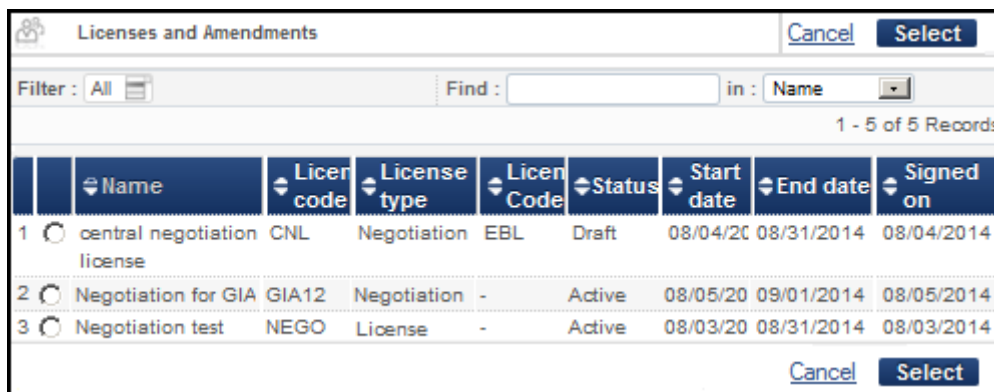 Licenses and Amendments Cancel Select
Filter : All Find : in : Name
1 - 5 of 5 Records
Name Licen code License type Licen Code Status Start date End date Signed on
1 central negotiation license CNL Negotiation EBL Draft 08/04/20 08/31/2014 08/04/2014
2 Negotiation for GIA GIA12 Negotiation - Active 08/05/20 09/01/2014 08/05/2014
3 Negotiation test NEGO License - Active 08/03/20 08/31/2014 08/03/2014
Cancel Select